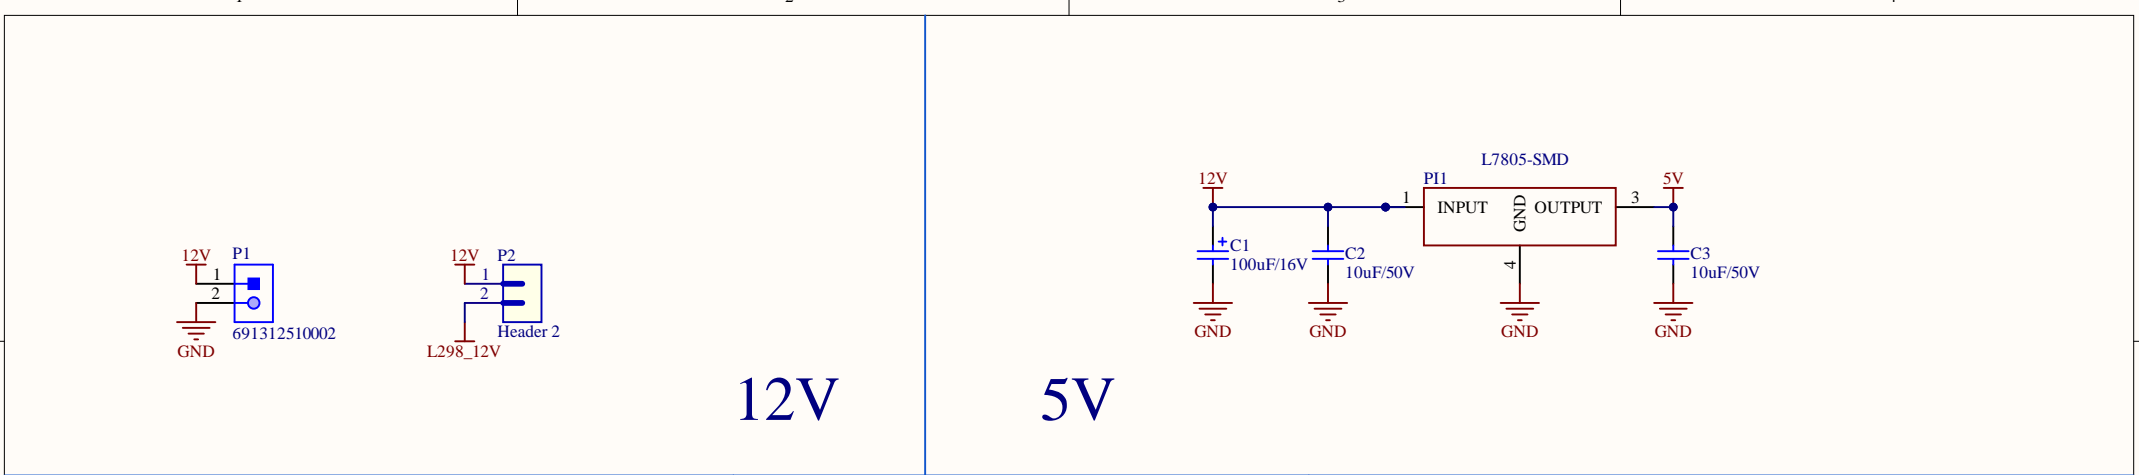 2
12V
P1
1
2
GND
691312510002
12V
P2
1
2
L298_12V
Header 2
12V
L7805-SMD
12V
PI1
1
INPUT
GND
OUTPUT
3
5V
4
C1
100uF/16V
C2
10uF/50V
C3
10uF/50V
GND
GND
GND
GND
5V